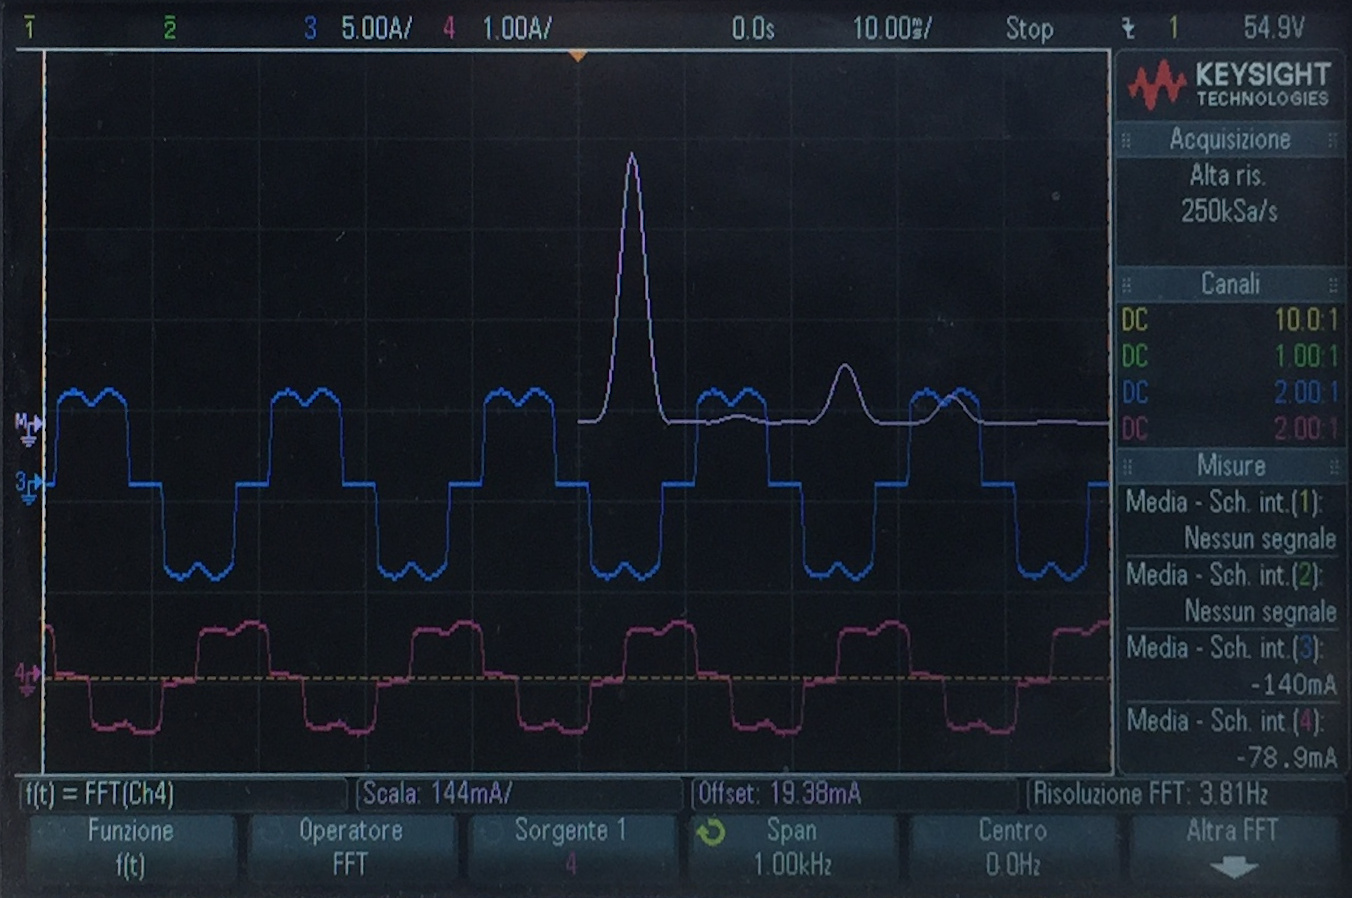 1 2 3 5.00A/ 4 1.00A/ 0.0s 10.00ms/ Stop 1 54.9V
KEYSIGHT
TECHNOLOGIES
Acquisizione
Alta ris.
250kSa/s
Canali
DC 10.0:1
DC 1.00:1
DC 2.00:1
DC 2.00:1
Misure
Media - Sch. int.(1):
Nessun segnale
Media - Sch. int.(2):
Nessun segnale
Media - Sch. int.(3):
-140mA
Media - Sch. int.(4):
-78.9mA
M
3
4
f(t) = FFT(Ch4) Scala: 144mA/ Offset: 19.38mA Risoluzione FFT: 3.81Hz
Funzione Operatore Sorgente 1 Span Centro Altra FFT
f(t) FFT 4 1.00kHz 0.0Hz